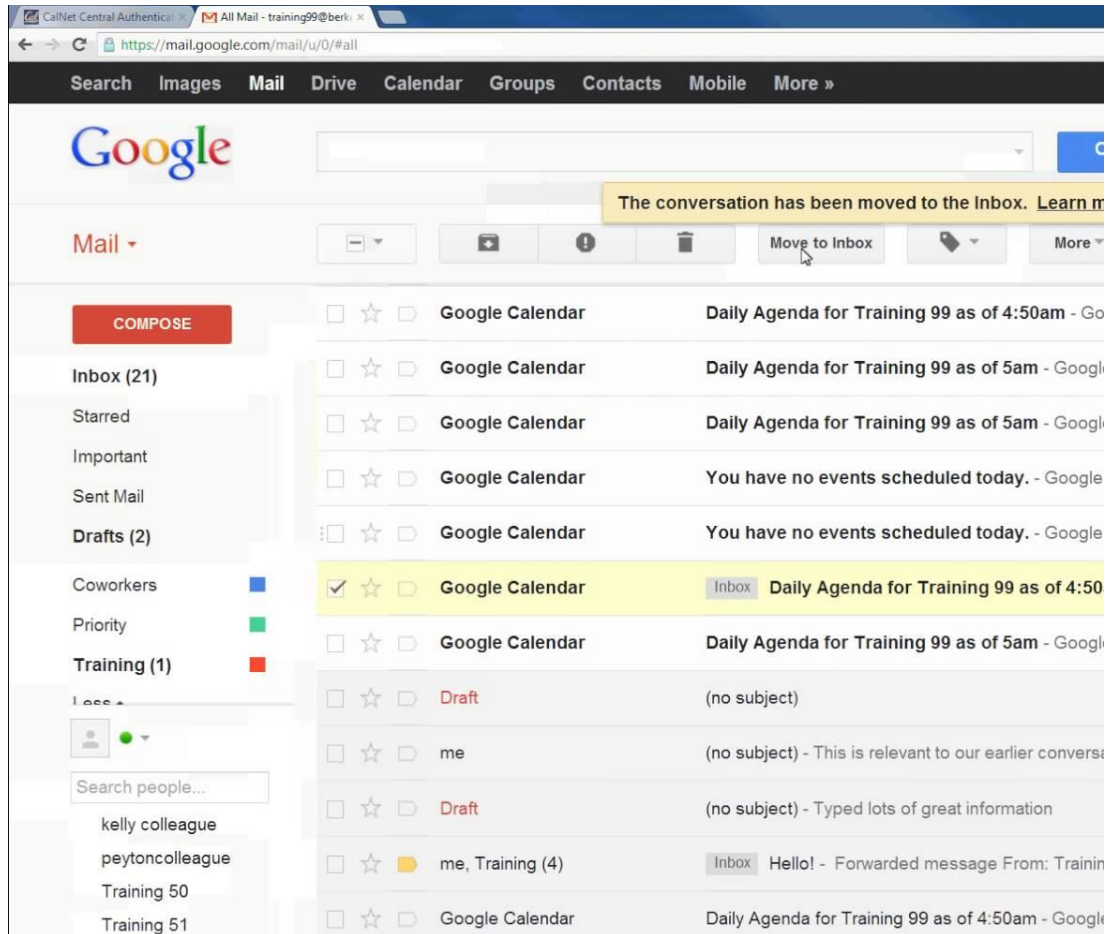 CalNet Central Authentica
All Mail - training99@berk
https://mail.google.com/mail/u/0/#all
Search Images Mail Drive Calendar Groups Contacts Mobile More »
Google
The conversation has been moved to the Inbox. Learn m
Mail
Move to Inbox
More
COMPOSE
Inbox (21)
Starred
Important
Sent Mail
Drafts (2)
Coworkers
Priority
Training (1)
Less
Search people...
kelly colleague
peytoncolleague
Training 50
Training 51
Google Calendar Daily Agenda for Training 99 as of 4:50am - Go
Google Calendar Daily Agenda for Training 99 as of 5am - Google
Google Calendar Daily Agenda for Training 99 as of 5am - Google
Google Calendar You have no events scheduled today. - Google
Google Calendar You have no events scheduled today. - Google
Google Calendar Inbox Daily Agenda for Training 99 as of 4:50
Google Calendar Daily Agenda for Training 99 as of 5am - Google
Draft (no subject)
me (no subject) - This is relevant to our earlier conversa
Draft (no subject) - Typed lots of great information
me, Training (4) Inbox Hello! - Forwarded message From: Trainin
Google Calendar Daily Agenda for Training 99 as of 4:50am - Google